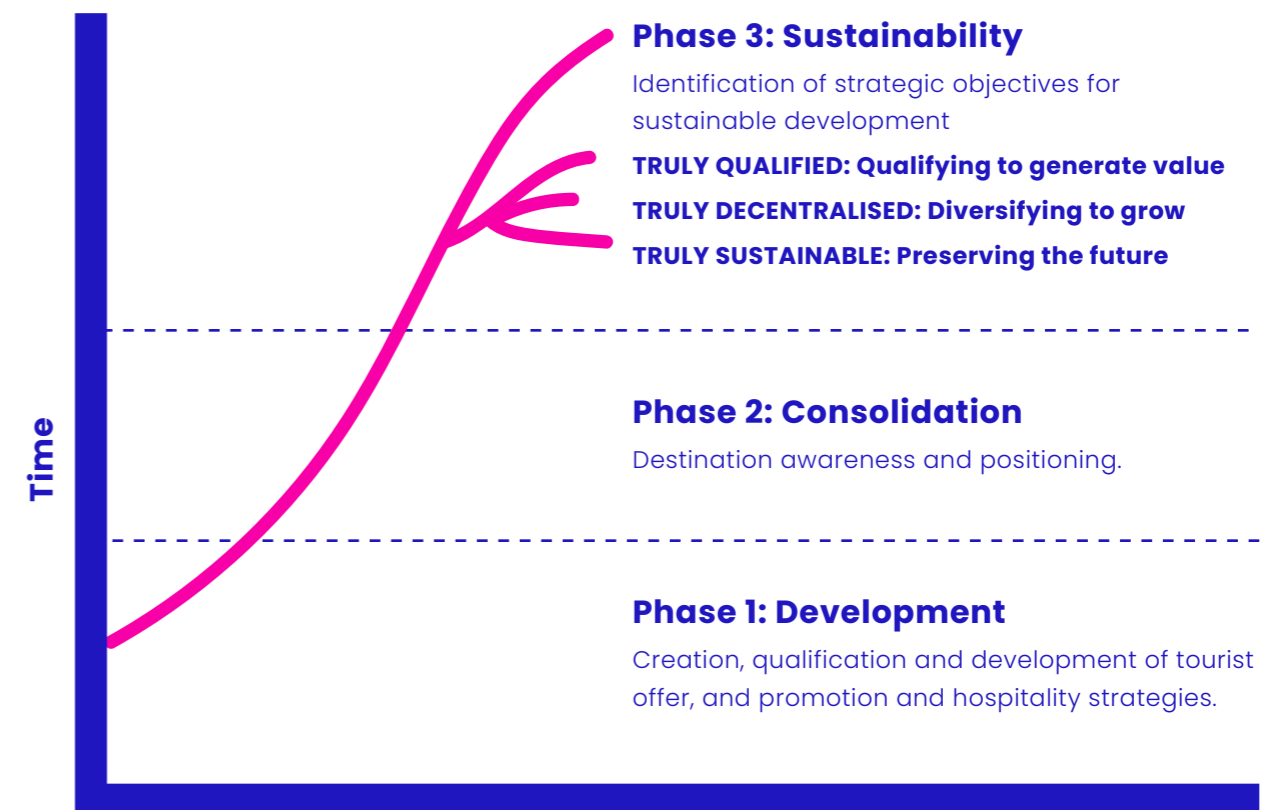 Phase 3: Sustainability
Identification of strategic objectives for
sustainable development
TRULY QUALIFIED: Qualifying to generate value
TRULY DECENTRALISED: Diversifying to grow
TRULY SUSTAINABLE: Preserving the future
Time
Phase 2: Consolidation
Destination awareness and positioning.
Phase 1: Development
Creation, qualification and development of tourist
offer, and promotion and hospitality strategies.